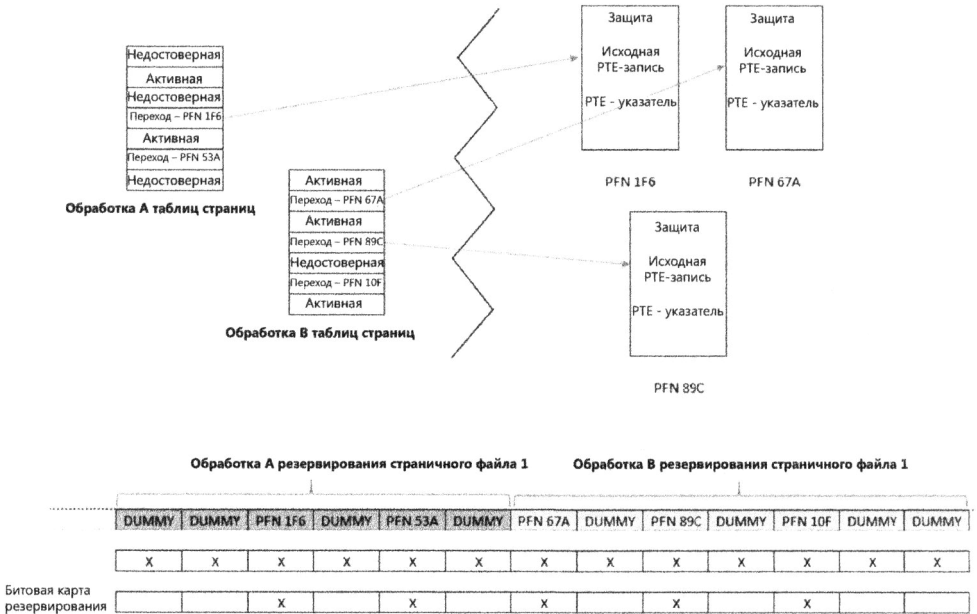 Недостоверная
Активная
Недостоверная
Переход – PFN 1F6
Активная
Переход – PFN 53A
Недостоверная
Обработка A таблиц страниц
Активная
Переход – PFN 67A
Активная
Переход – PFN 89C
Недостоверная
Переход – PFN 10F
Активная
Обработка B таблиц страниц
Защита
Исходная
PTE-запись
PTE - указатель
PFN 1F6
Защита
Исходная
PTE-запись
PTE - указатель
PFN 67A
Защита
Исходная
PTE-запись
PTE - указатель
PFN 89C
Обработка A резервирования страничного файла 1
Обработка B резервирования страничного файла 1
DUMMY DUMMY PFN 1F6 DUMMY PFN 53A DUMMY PFN 67A DUMMY PFN 89C DUMMY PFN 10F DUMMY DUMMY
X X X X X X X X X X X X X
Битовая карта
резервирования
X X X X X